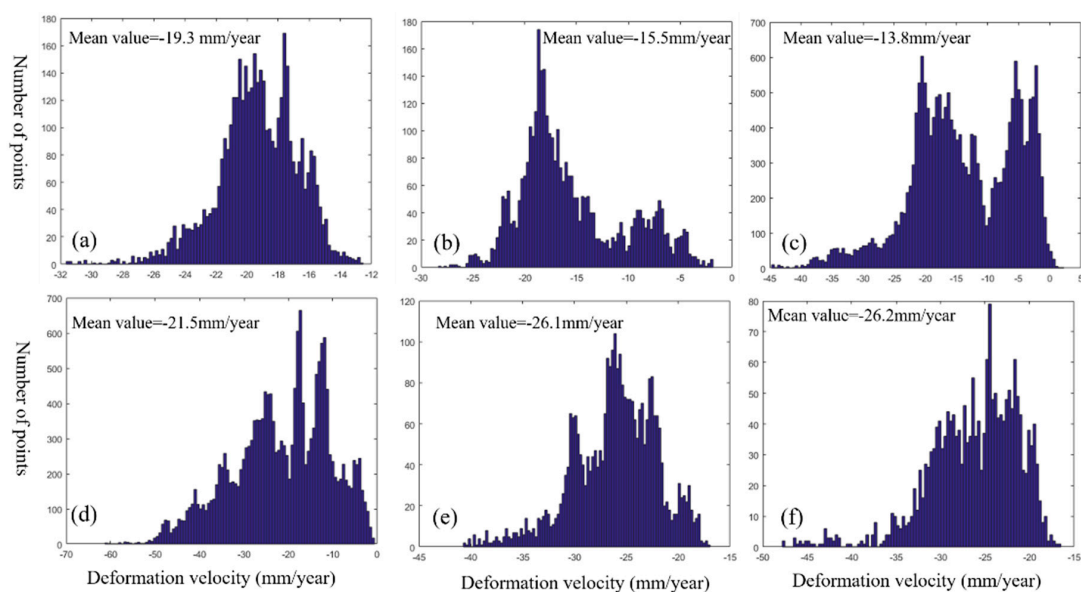 Mean value=-19.3 mm/year
Mean value=-15.5mm/year
Mean value=-13.8mm/year
Number of points
180
160
140
120
100
80
60
40
20
0
(a)
-32 -30 -28 -26 -24 -22 -20 -18 -16 -14 -12
180
160
140
120
100
80
60
40
20
0
(b)
-30 -25 -20 -15 -10 -5 0
700
600
500
400
300
200
100
0
(c)
-45 -40 -35 -30 -25 -20 -15 -10 -5 0 5
Mean value=-21.5mm/year
Mean value=-26.1mm/year
Mean value=-26.2mm/year
Number of points
700
600
500
400
300
200
100
0
(d)
-70 -60 -50 -40 -30 -20 -10 0
120
100
80
60
40
20
0
(e)
-45 -40 -35 -30 -25 -20 -15
80
70
60
50
40
30
20
10
0
(f)
-50 -45 -40 -35 -30 -25 -20 -15
Deformation velocity (mm/year)
Deformation velocity (mm/year)
Deformation velocity (mm/year)